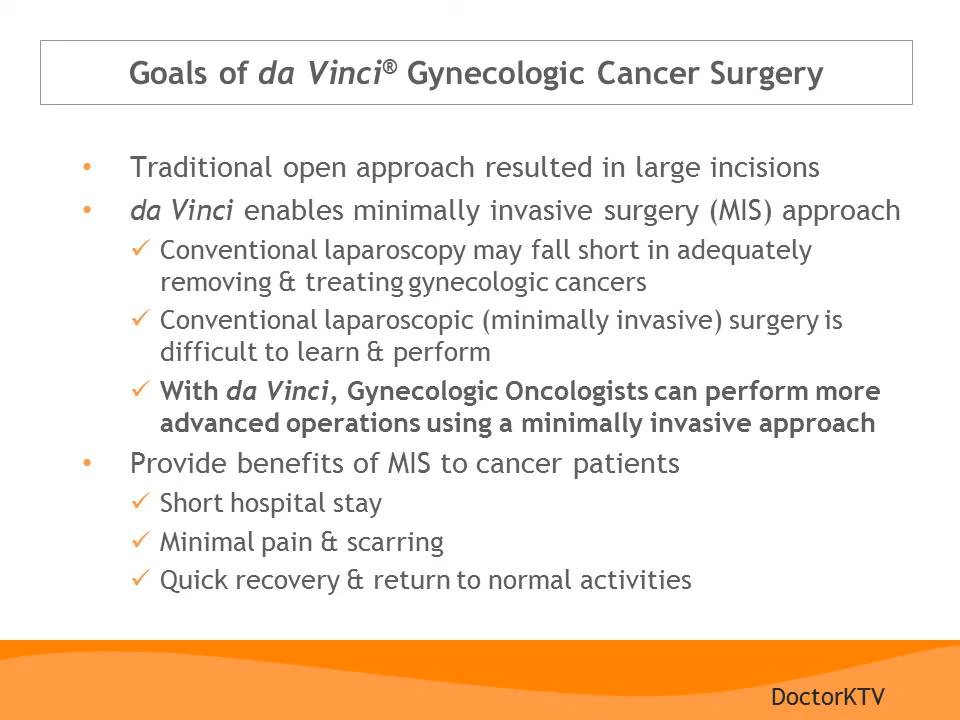 Goals of da Vinci® Gynecologic Cancer Surgery
• Traditional open approach resulted in large incisions
• da Vinci enables minimally invasive surgery (MIS) approach
✓ Conventional laparoscopy may fall short in adequately
removing & treating gynecologic cancers
✓ Conventional laparoscopic (minimally invasive) surgery is
difficult to learn & perform
✓ With da Vinci, Gynecologic Oncologists can perform more
advanced operations using a minimally invasive approach
• Provide benefits of MIS to cancer patients
✓ Short hospital stay
✓ Minimal pain & scarring
✓ Quick recovery & return to normal activities
DoctorKTV